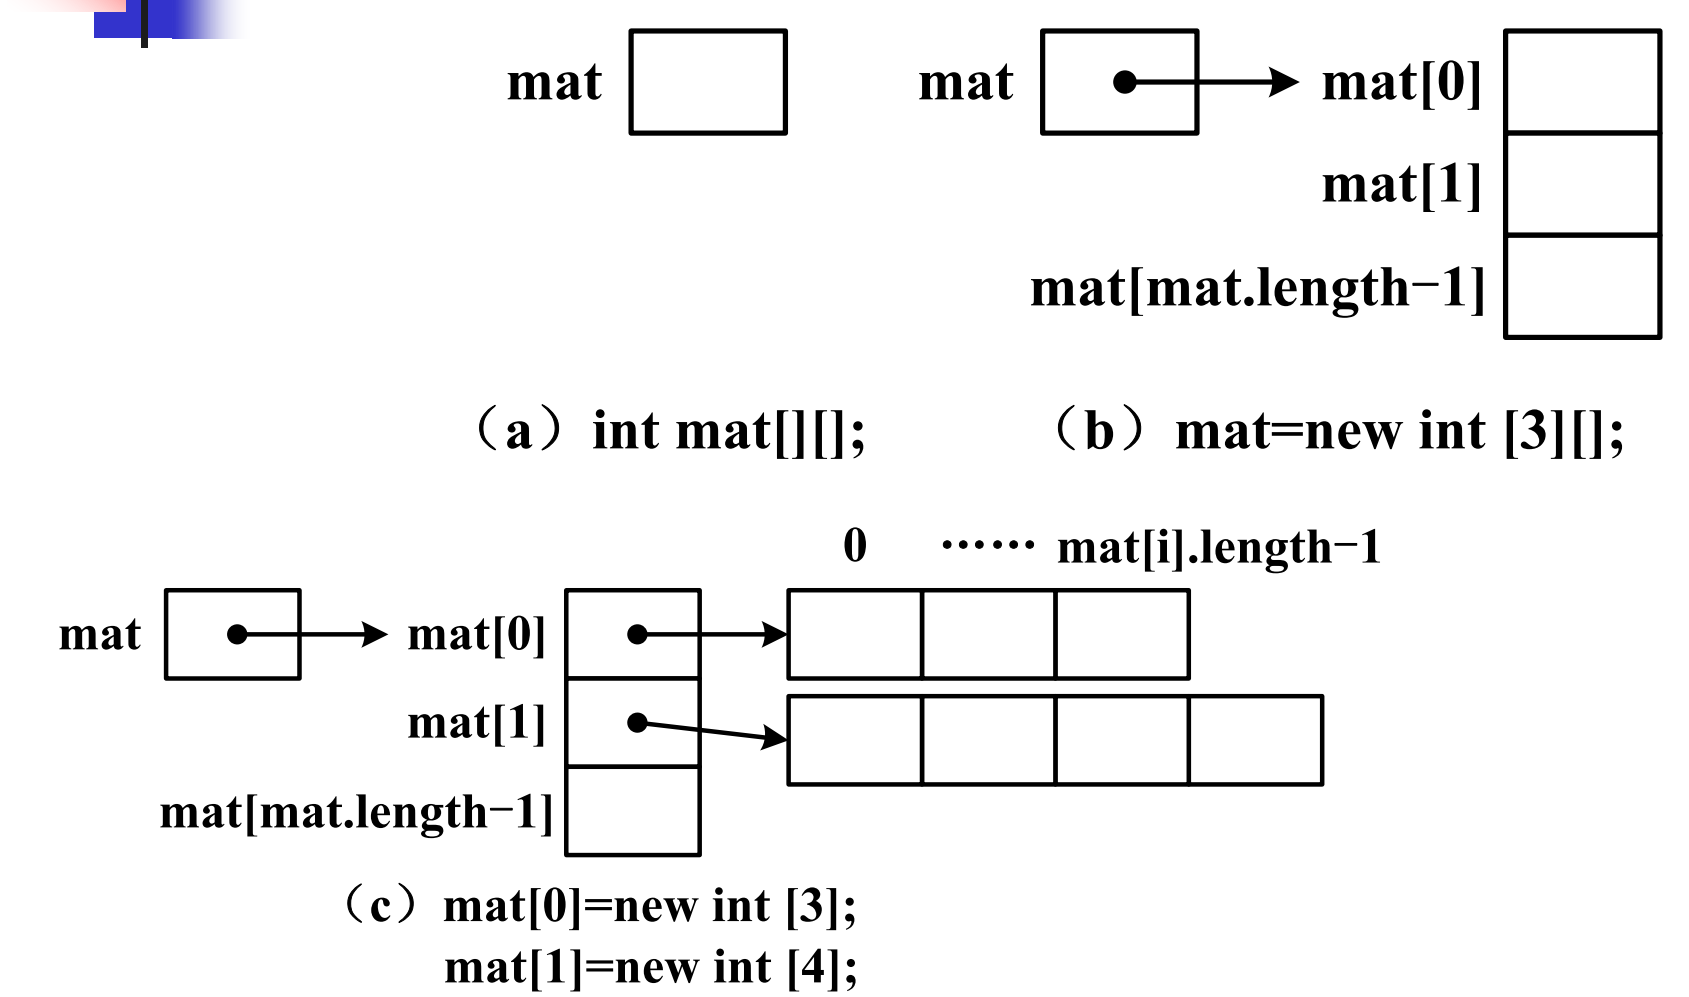 mat
mat
mat[0]
mat[1]
mat[mat.length−1]
（a）int mat[][];
（b）mat=new int [3][];
0 …… mat[i].length−1
mat
mat[0]
mat[1]
mat[mat.length−1]
（c）mat[0]=new int [3];
mat[1]=new int [4];